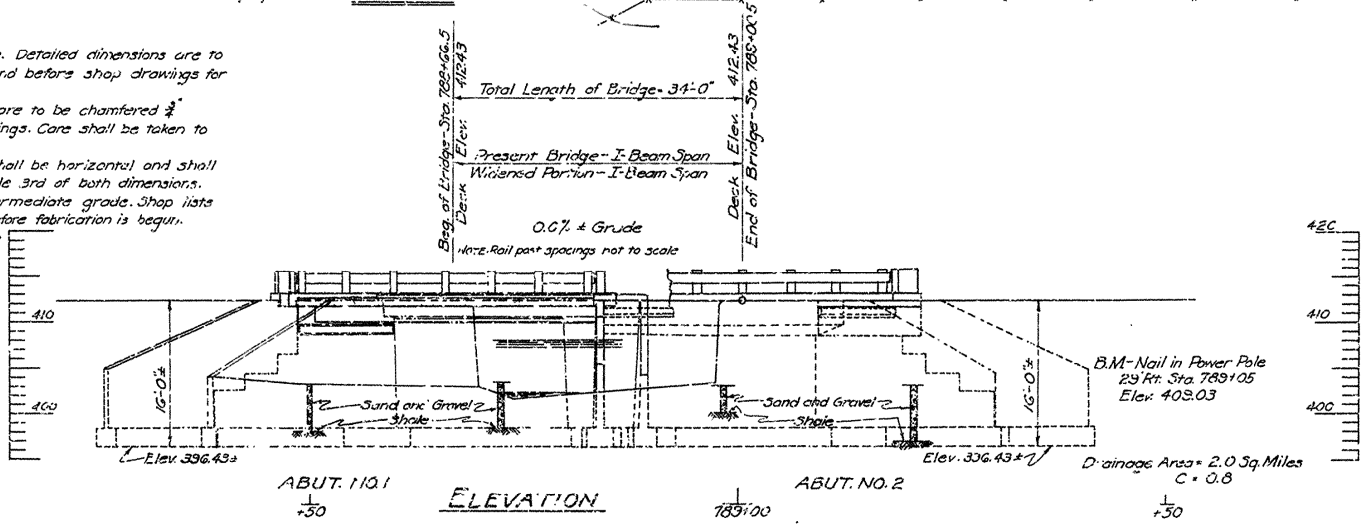 . Detailed dimensions are to
nd before shop drawings for
are to be chamfered 3/4"
ings. Care shall be taken to
hall be horizontal and shall
le 3rd of both dimensions.
ermediate grade. Shop lists
fore fabrication is begun.
Beg. of Bridge-Sta. 788+66.5
Deck Elev. 412.43
Total Length of Bridge= 34'-0"
Present Bridge-I-Beam Span
Widened Portion-I-Beam Span
Deck Elev. 412.43
End of Bridge-Sta. 789+00.5
0.0% ± Grade
NOTE: Rail post spacings not to scale
420
410
410
16'-0"±
16'-0"±
B.M-Nail in Power Pole
29' Rt. Sta. 789+05
Elev. 409.03
400
400
Sand and Gravel
Shale
Sand and Gravel
Shale
Elev. 396.43±
Elev. 396.43±
Drainage Area= 2.0 Sq. Miles
C = 0.8
ABUT. NO. 1
ELEVATION
ABUT. NO. 2
+50
789+00
+50